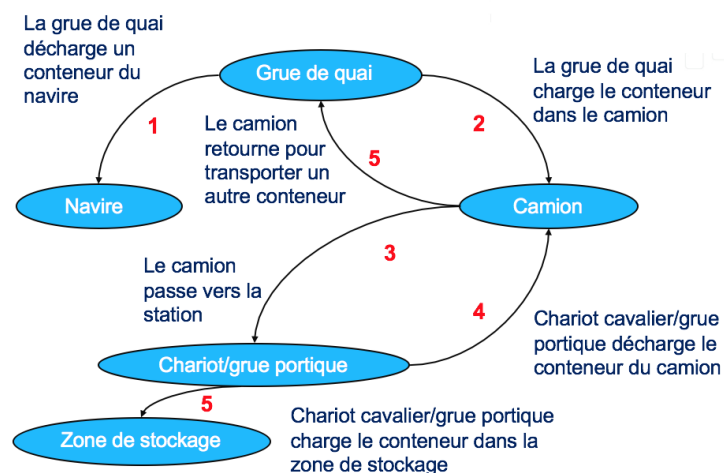 La grue de quai
décharge un
conteneur du
navire
Grue de quai
La grue de quai
charge le conteneur
dans le camion
1
2
Le camion
retourne pour
transporter un
autre conteneur
5
Navire
Camion
3
Le camion
passe vers la
station
4
Chariot cavalier/grue
portique décharge le
conteneur du camion
Chariot/grue portique
5
Chariot cavalier/grue portique
charge le conteneur dans la
zone de stockage
Zone de stockage